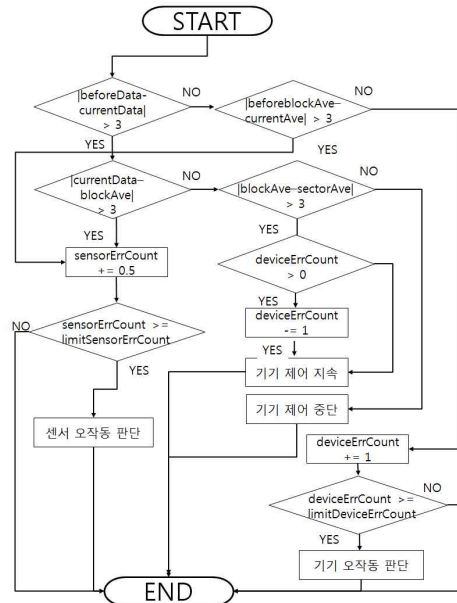 START
|beforeData-
currentData|
> 3
NO
|beforeblockAve–
currentAve| > 3
NO
YES
YES
|currentData–
blockAve|
> 3
NO
|blockAve–sectorAve|
> 3
NO
YES
YES
sensorErrCount
+= 0.5
deviceErrCount
> 0
YES
deviceErrCount
-= 1
NO
sensorErrCount >=
limitSensorErrCount
YES
YES
기기 제어 지속
기기 제어 중단
센서 오작동 판단
deviceErrCount
+= 1
deviceErrCount >=
limitDeviceErrCount
NO
YES
기기 오작동 판단
END